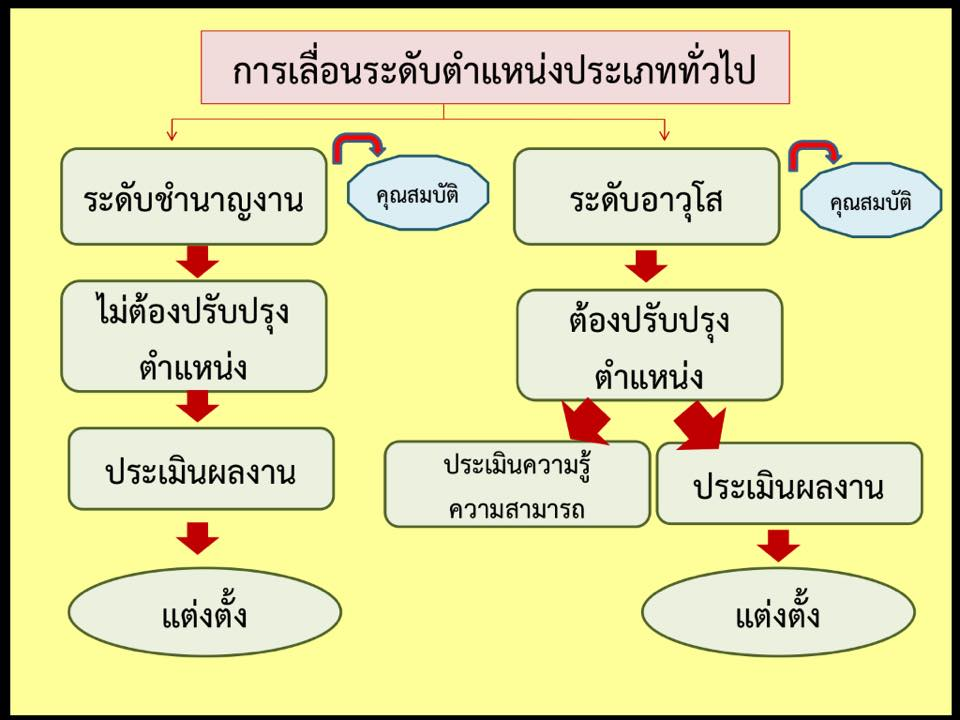 การเลื่อนระดับตำแหน่งประเภททั่วไป
ระดับชำนาญงาน
คุณสมบัติ
ไม่ต้องปรับปรุง
ตำแหน่ง
ประเมินผลงาน
แต่งตั้ง
ระดับอาวุโส
คุณสมบัติ
ต้องปรับปรุง
ตำแหน่ง
ประเมินความรู้
ความสามารถ
ประเมินผลงาน
แต่งตั้ง